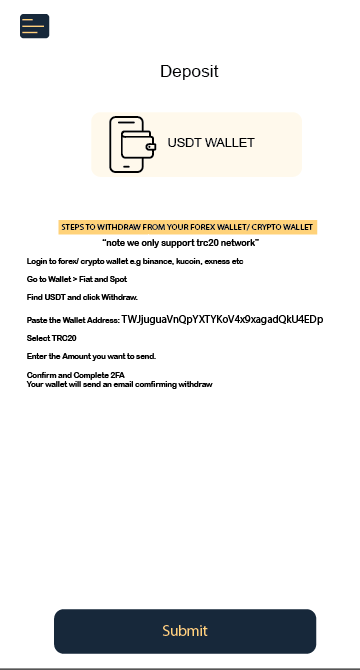 Deposit
USDT WALLET
STEPS TO WITHDRAW FROM YOUR FOREX WALLET/ CRYPTO WALLET
“note we only support trc20 network”
Login to forex/ crypto wallet e.g binance, kucoin, exness etc
Go to Wallet > Fiat and Spot
Find USDT and click Withdraw.
Paste the Wallet Address: TWJjuguaVnQpYXTYKoV4x9xagadQkU4EDp
Select TRC20
Enter the Amount you want to send.
Confirm and Complete 2FA
Your wallet will send an email comfirming withdraw
Submit